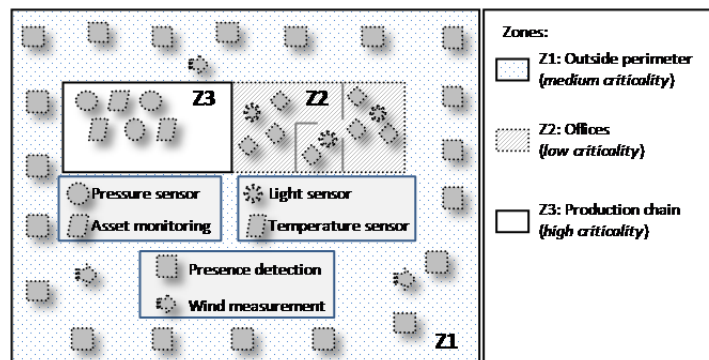 Zones:
Z3
Z2
Z1: Outside perimeter
(medium criticality)
Z2: Offices
(low criticality)
Pressure sensor
Asset monitoring
Light sensor
Temperature sensor
Z3: Production chain
(high criticality)
Presence detection
Wind measurement
Z1